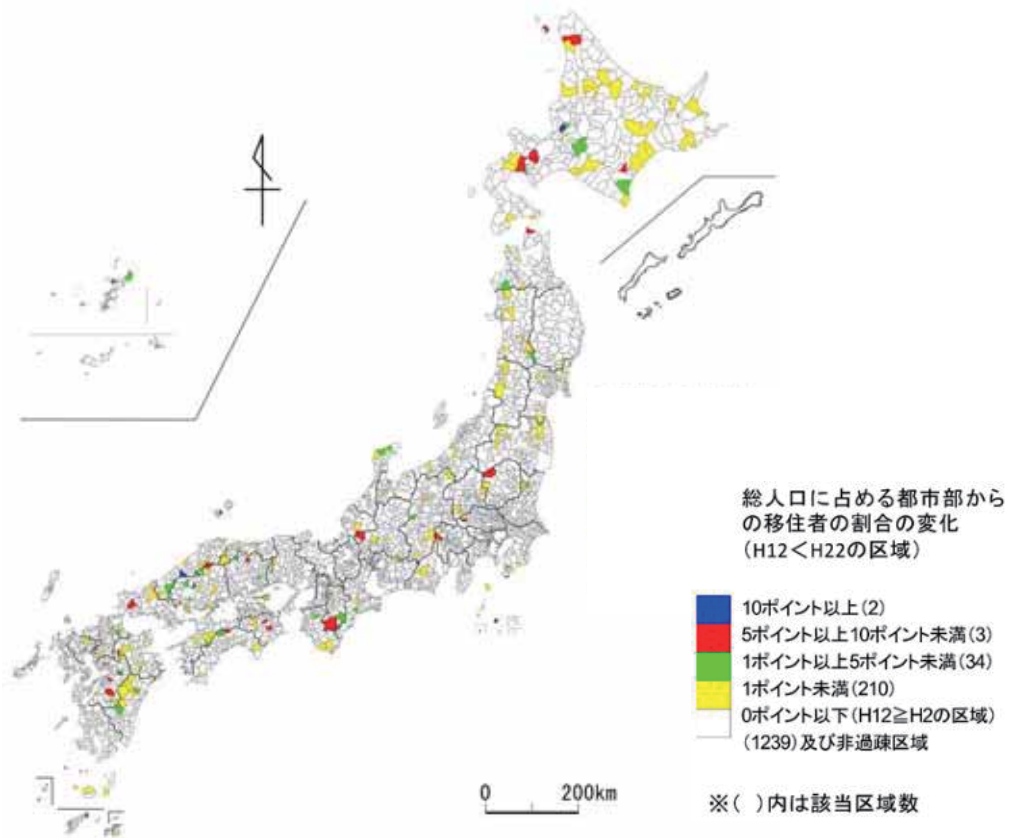 総人口に占める都市部から
の移住者の割合の変化
(H12<H22の区域)
10ポイント以上(2)
5ポイント以上10ポイント未満(3)
1ポイント以上5ポイント未満(34)
1ポイント未満(210)
0ポイント以下(H12≧H2の区域)
(1239)及び非過疎区域
0 200km
※( )内は該当区域数